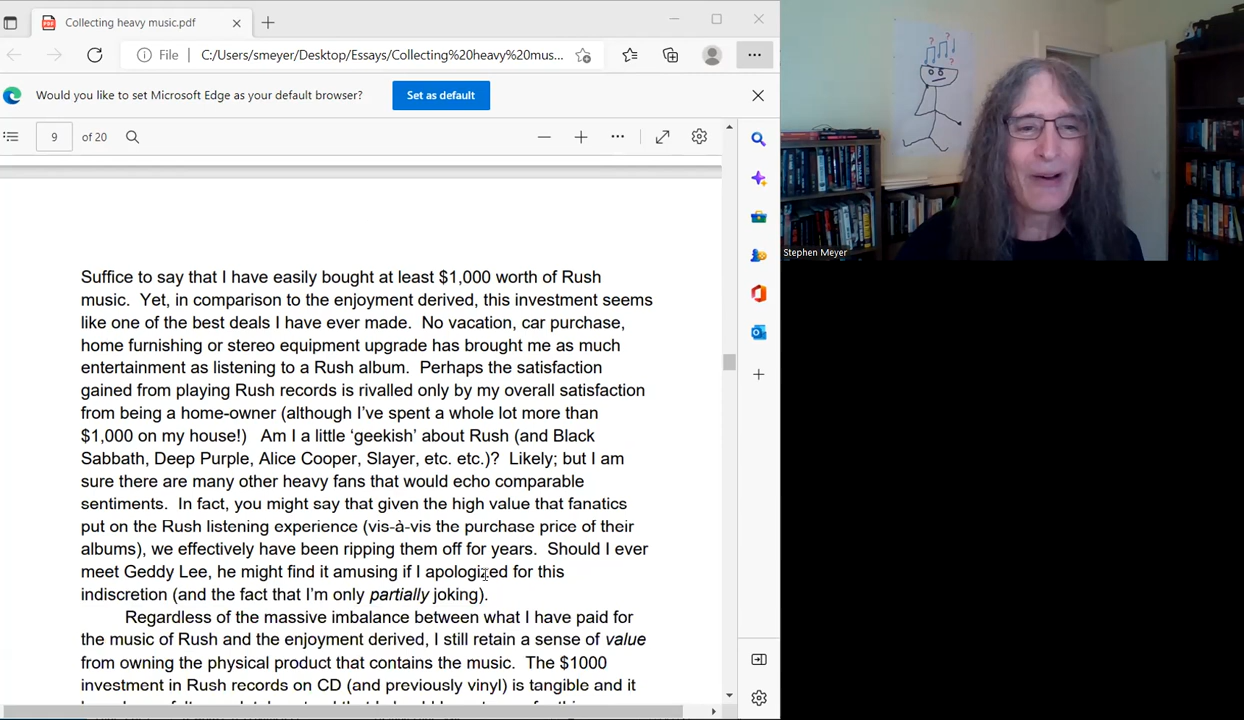 Collecting heavy music.pdf
File
C:/Users/smeyer/Desktop/Essays/Collecting%20heavy%20mus...
Would you like to set Microsoft Edge as your default browser?
Set as default
9 of 20
Suffice to say that I have easily bought at least $1,000 worth of Rush
music. Yet, in comparison to the enjoyment derived, this investment seems
like one of the best deals I have ever made. No vacation, car purchase,
home furnishing or stereo equipment upgrade has brought me as much
entertainment as listening to a Rush album. Perhaps the satisfaction
gained from playing Rush records is rivalled only by my overall satisfaction
from being a home-owner (although I've spent a whole lot more than
$1,000 on my house!) Am I a little 'geekish' about Rush (and Black
Sabbath, Deep Purple, Alice Cooper, Slayer, etc. etc.)? Likely; but I am
sure there are many other heavy fans that would echo comparable
sentiments. In fact, you might say that given the high value that fanatics
put on the Rush listening experience (vis-à-vis the purchase price of their
albums), we effectively have been ripping them off for years. Should I ever
meet Geddy Lee, he might find it amusing if I apologized for this
indiscretion (and the fact that I'm only partially joking).
Regardless of the massive imbalance between what I have paid for
the music of Rush and the enjoyment derived, I still retain a sense of value
from owning the physical product that contains the music. The $1000
investment in Rush records on CD (and previously vinyl) is tangible and it
Stephen Meyer